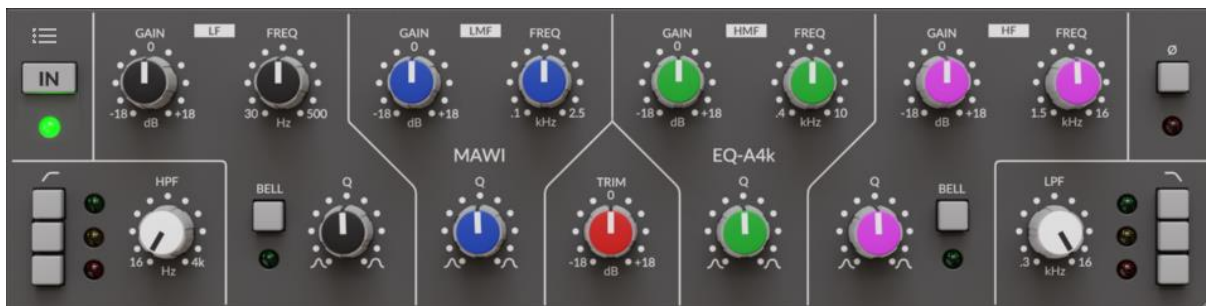 GAIN LF FREQ
0
-18 +18 30 500
dB Hz
GAIN LMF FREQ
0
-18 +18 .1 2.5
dB kHz
GAIN HMF FREQ
0
-18 +18 .4 10
dB kHz
GAIN HF FREQ
0
-18 +18 1.5 16
dB kHz
Ø
IN
MAWI
EQ-A4k
HPF
16 4k
Hz
BELL
Q
Q
TRIM
0
-18 +18
dB
Q
Q
BELL
LPF
.3 16
kHz